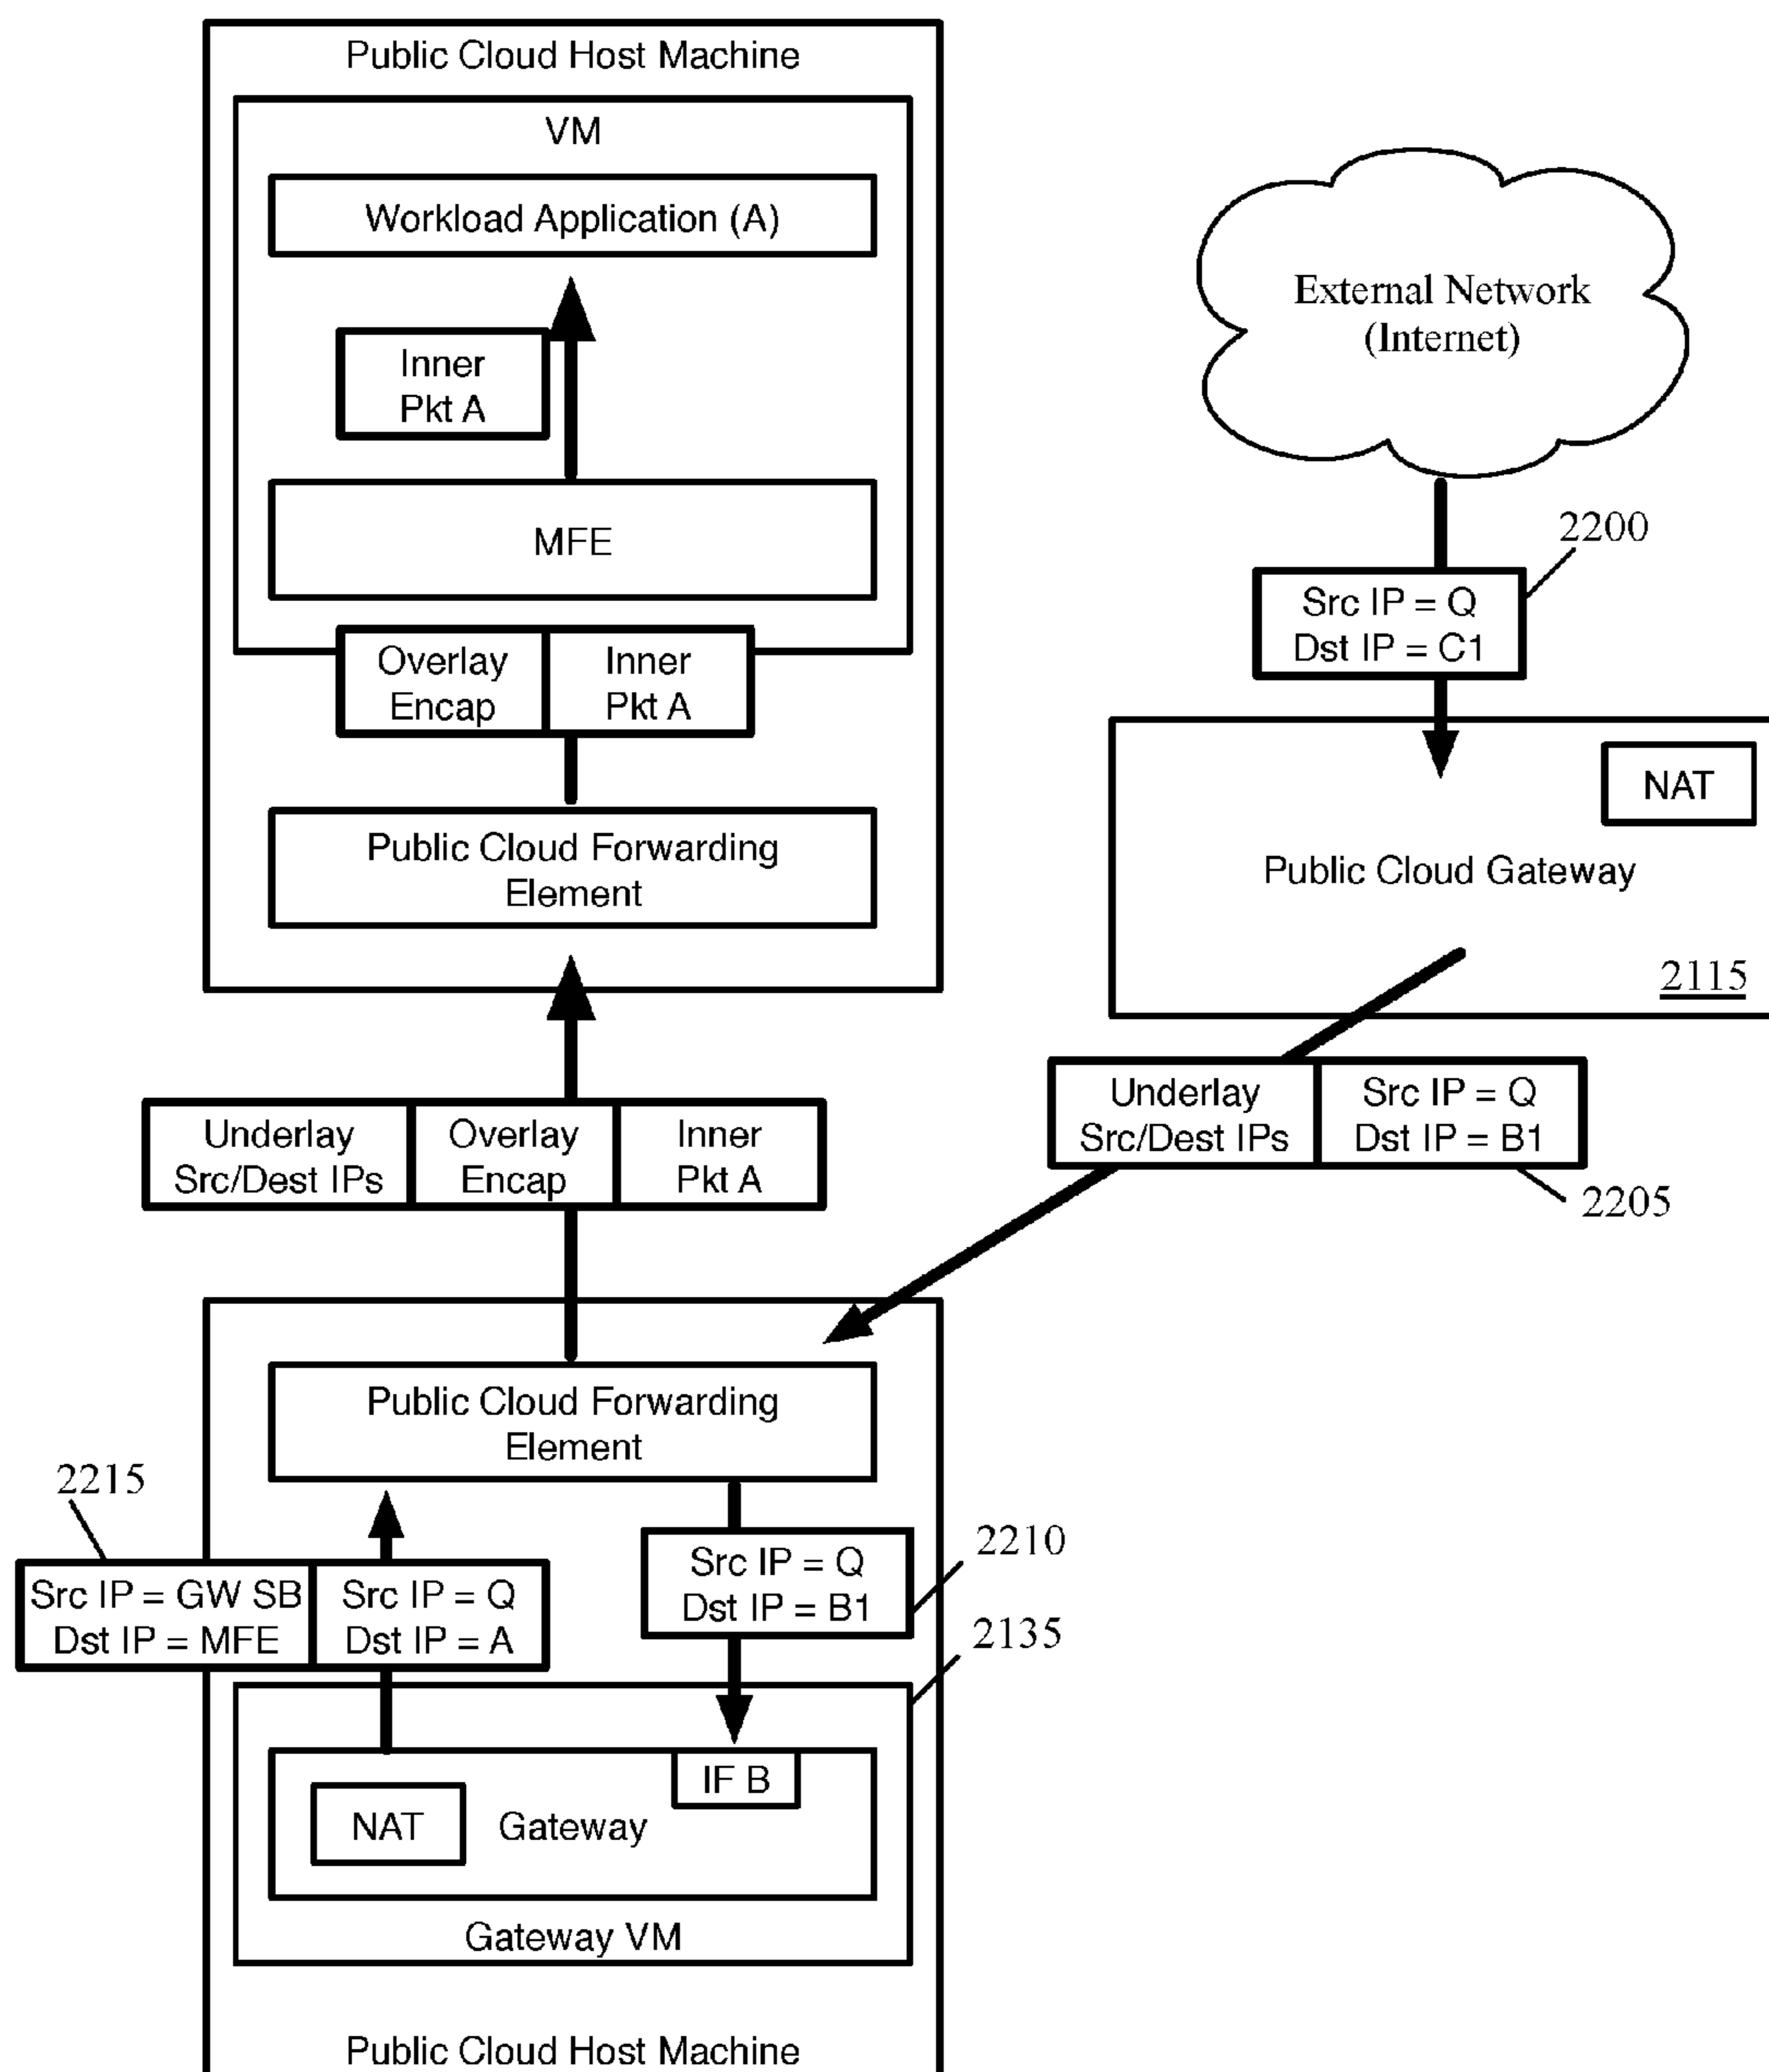 Public Cloud Host Machine
VM
Workload Application (A)
Inner
Pkt A
MFE
Overlay
Encap
Inner
Pkt A
Public Cloud Forwarding
Element
External Network
(Internet)
2200
Src IP = Q
Dst IP = C1
NAT
Public Cloud Gateway
2115
Underlay
Src/Dest IPs
Src IP = Q
Dst IP = B1
2205
Underlay
Src/Dest IPs
Overlay
Encap
Inner
Pkt A
Public Cloud Forwarding
Element
2215
Src IP = GW SB
Dst IP = MFE
Src IP = Q
Dst IP = A
Src IP = Q
Dst IP = B1
2210
2135
IF B
NAT
Gateway
Gateway VM
Public Cloud Host Machine